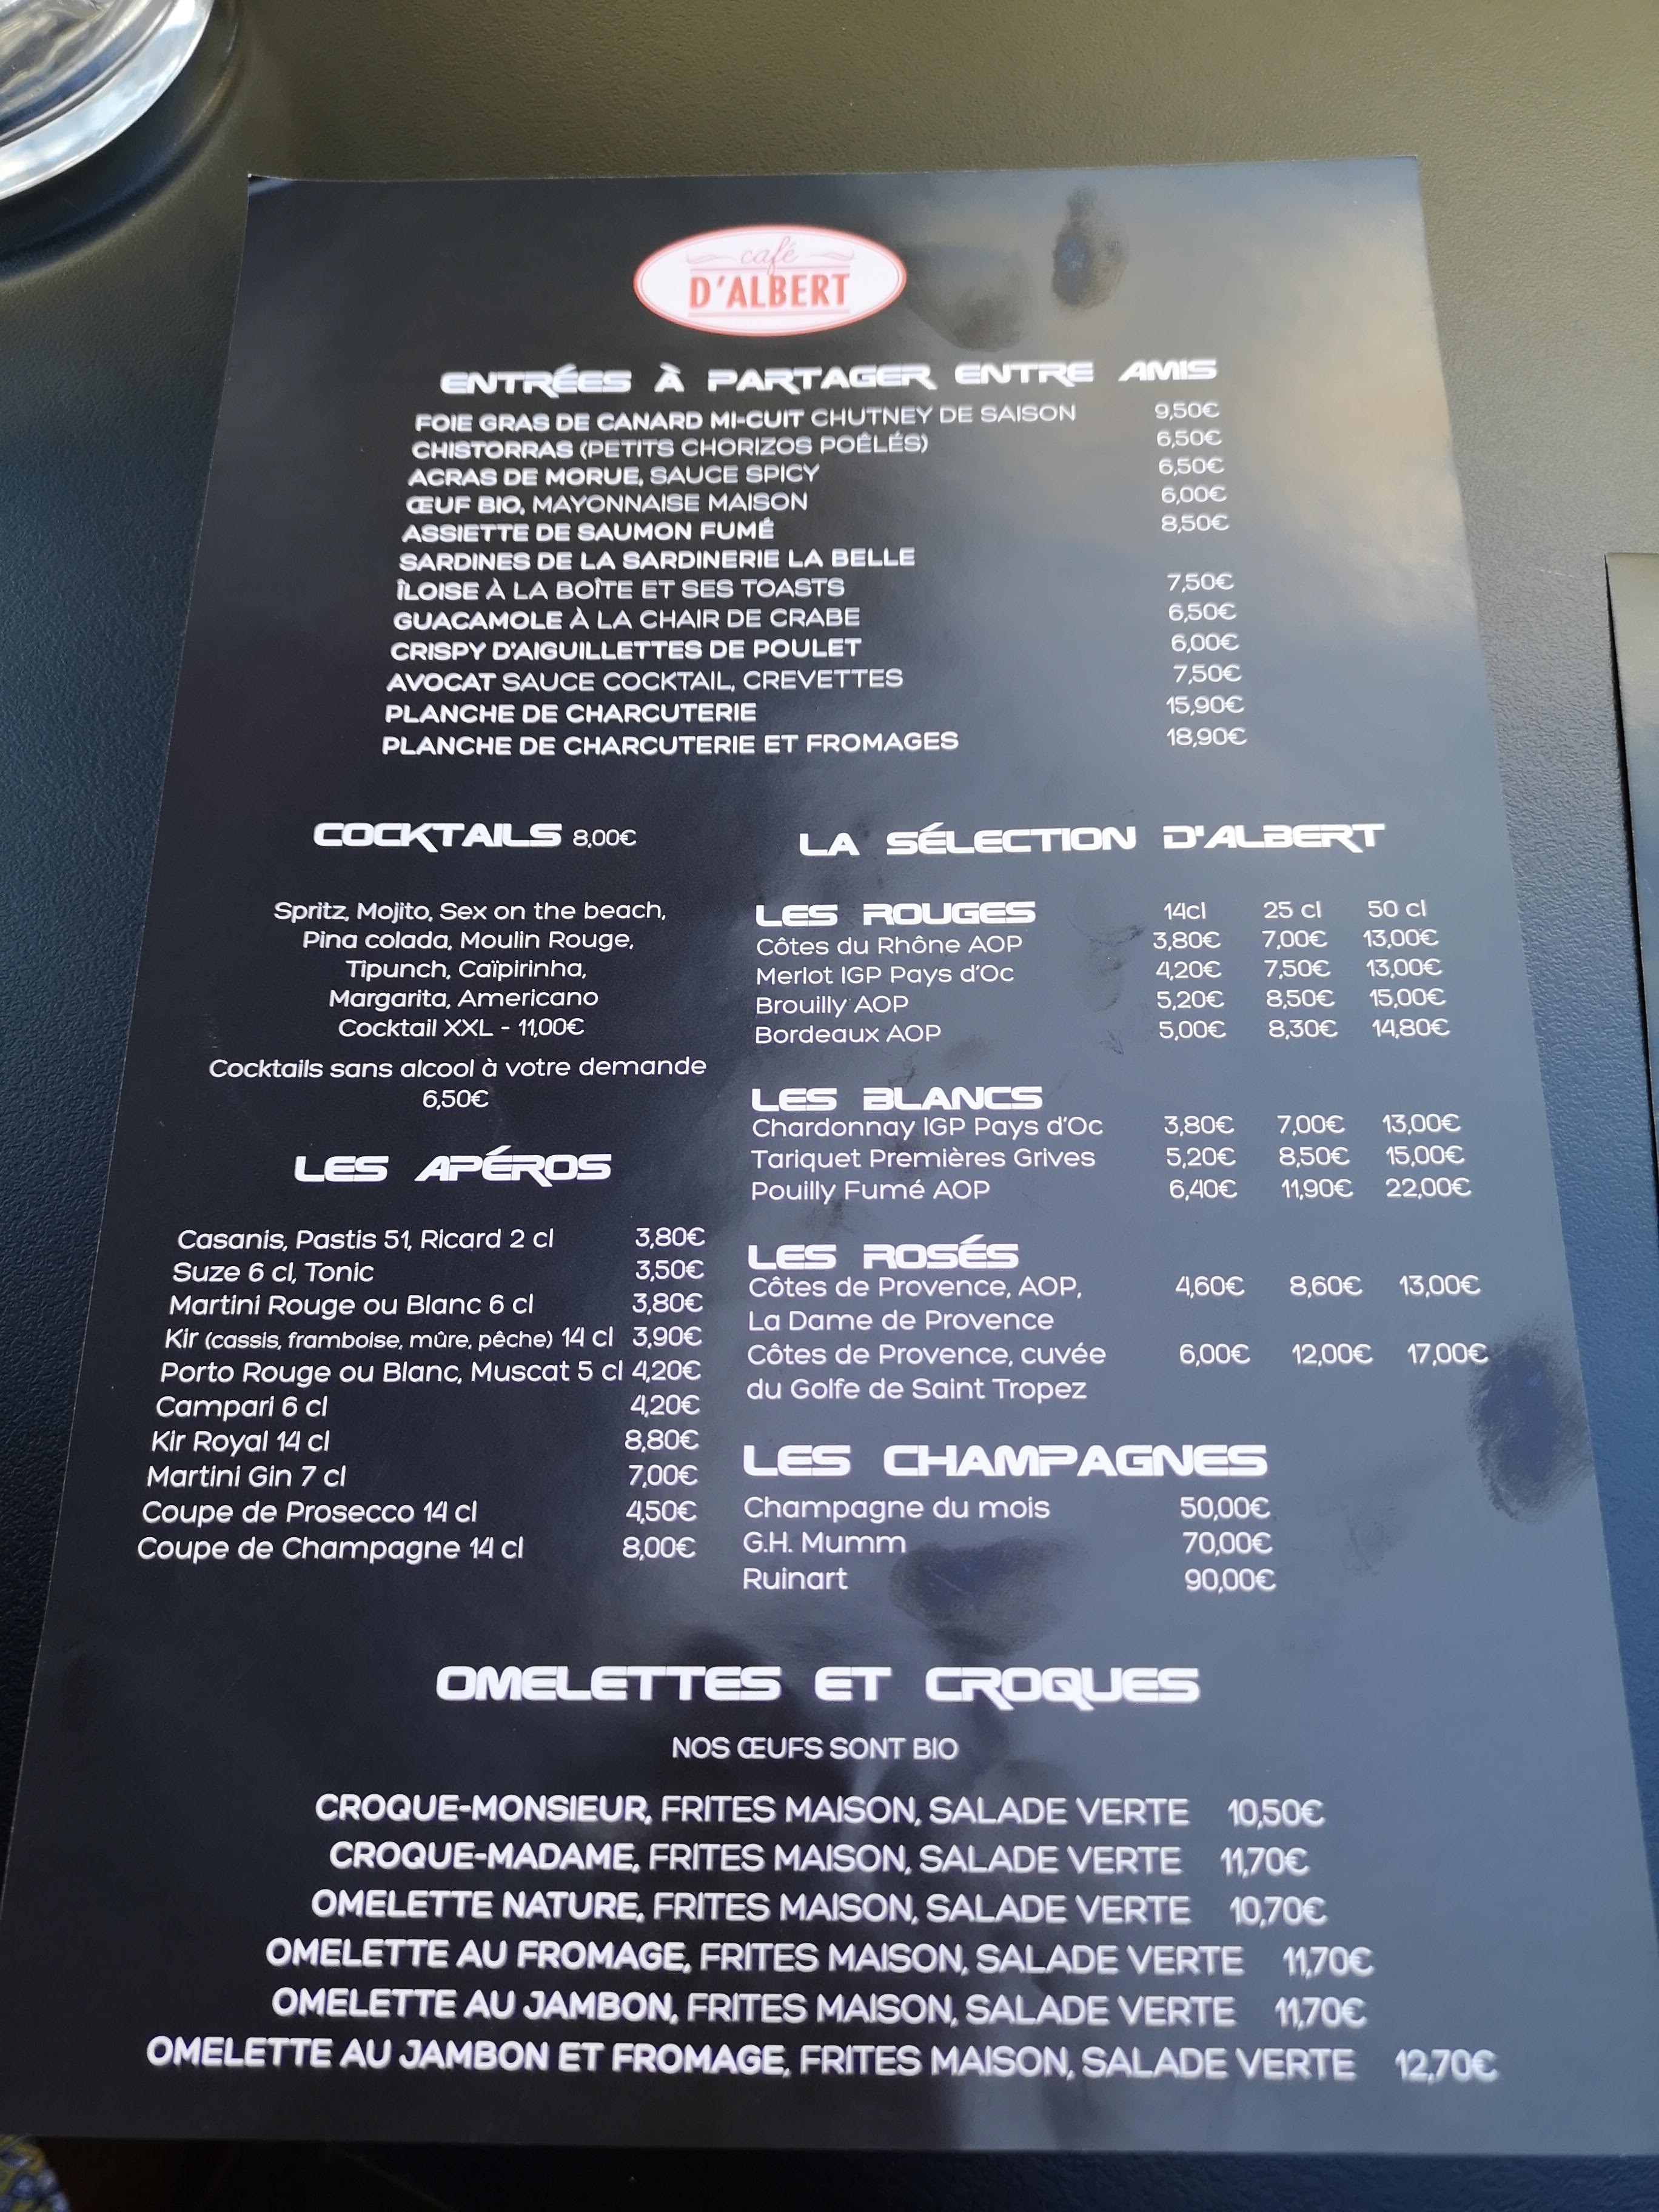 café
D'ALBERT
ENTRÉES À PARTAGER ENTRE AMIS
FOIE GRAS DE CANARD MI-CUIT CHUTNEY DE SAISON 9,50€
CHISTORRAS (PETITS CHORIZOS POÊLÉS) 6,50€
ACRAS DE MORUE, SAUCE SPICY 6,50€
ŒUF BIO, MAYONNAISE MAISON 6,00€
ASSIETTE DE SAUMON FUMÉ 8,50€
SARDINES DE LA SARDINERIE LA BELLE
ÎLOISE À LA BOÎTE ET SES TOASTS 7,50€
GUACAMOLE À LA CHAIR DE CRABE 6,50€
CRISPY D'AIGUILLETTES DE POULET 6,00€
AVOCAT SAUCE COCKTAIL, CREVETTES 7,50€
PLANCHE DE CHARCUTERIE 15,90€
PLANCHE DE CHARCUTERIE ET FROMAGES 18,90€
COCKTAILS 8,00€
Spritz, Mojito, Sex on the beach,
Pina colada, Moulin Rouge,
Tipunch, Caïpirinha,
Margarita, Americano
Cocktail XXL - 11,00€
Cocktails sans alcool à votre demande
6,50€
LES APÉROS
Casanis, Pastis 51, Ricard 2 cl 3,80€
Suze 6 cl, Tonic 3,50€
Martini Rouge ou Blanc 6 cl 3,80€
Kir (cassis, framboise, mûre, pêche) 14 cl 3,90€
Porto Rouge ou Blanc, Muscat 5 cl 4,20€
Campari 6 cl 4,20€
Kir Royal 14 cl 8,80€
Martini Gin 7 cl 7,00€
Coupe de Prosecco 14 cl 4,50€
Coupe de Champagne 14 cl 8,00€
LA SÉLECTION D'ALBERT
LES ROUGES 14cl 25 cl 50 cl
Côtes du Rhône AOP 3,80€ 7,00€ 13,00€
Merlot IGP Pays d'Oc 4,20€ 7,50€ 13,00€
Brouilly AOP 5,20€ 8,50€ 15,00€
Bordeaux AOP 5,00€ 8,30€ 14,80€
LES BLANCS
Chardonnay IGP Pays d'Oc 3,80€ 7,00€ 13,00€
Tariquet Premières Grives 5,20€ 8,50€ 15,00€
Pouilly Fumé AOP 6,40€ 11,90€ 22,00€
LES ROSÉS
Côtes de Provence, AOP, 4,60€ 8,60€ 13,00€
La Dame de Provence
Côtes de Provence, cuvée 6,00€ 12,00€ 17,00€
du Golfe de Saint Tropez
LES CHAMPAGNES
Champagne du mois 50,00€
G.H. Mumm 70,00€
Ruinart 90,00€
OMELETTES ET CROQUES
NOS ŒUFS SONT BIO
CROQUE-MONSIEUR, FRITES MAISON, SALADE VERTE 10,50€
CROQUE-MADAME, FRITES MAISON, SALADE VERTE 11,70€
OMELETTE NATURE, FRITES MAISON, SALADE VERTE 10,70€
OMELETTE AU FROMAGE, FRITES MAISON, SALADE VERTE 11,70€
OMELETTE AU JAMBON, FRITES MAISON, SALADE VERTE 11,70€
OMELETTE AU JAMBON ET FROMAGE, FRITES MAISON, SALADE VERTE 12,70€